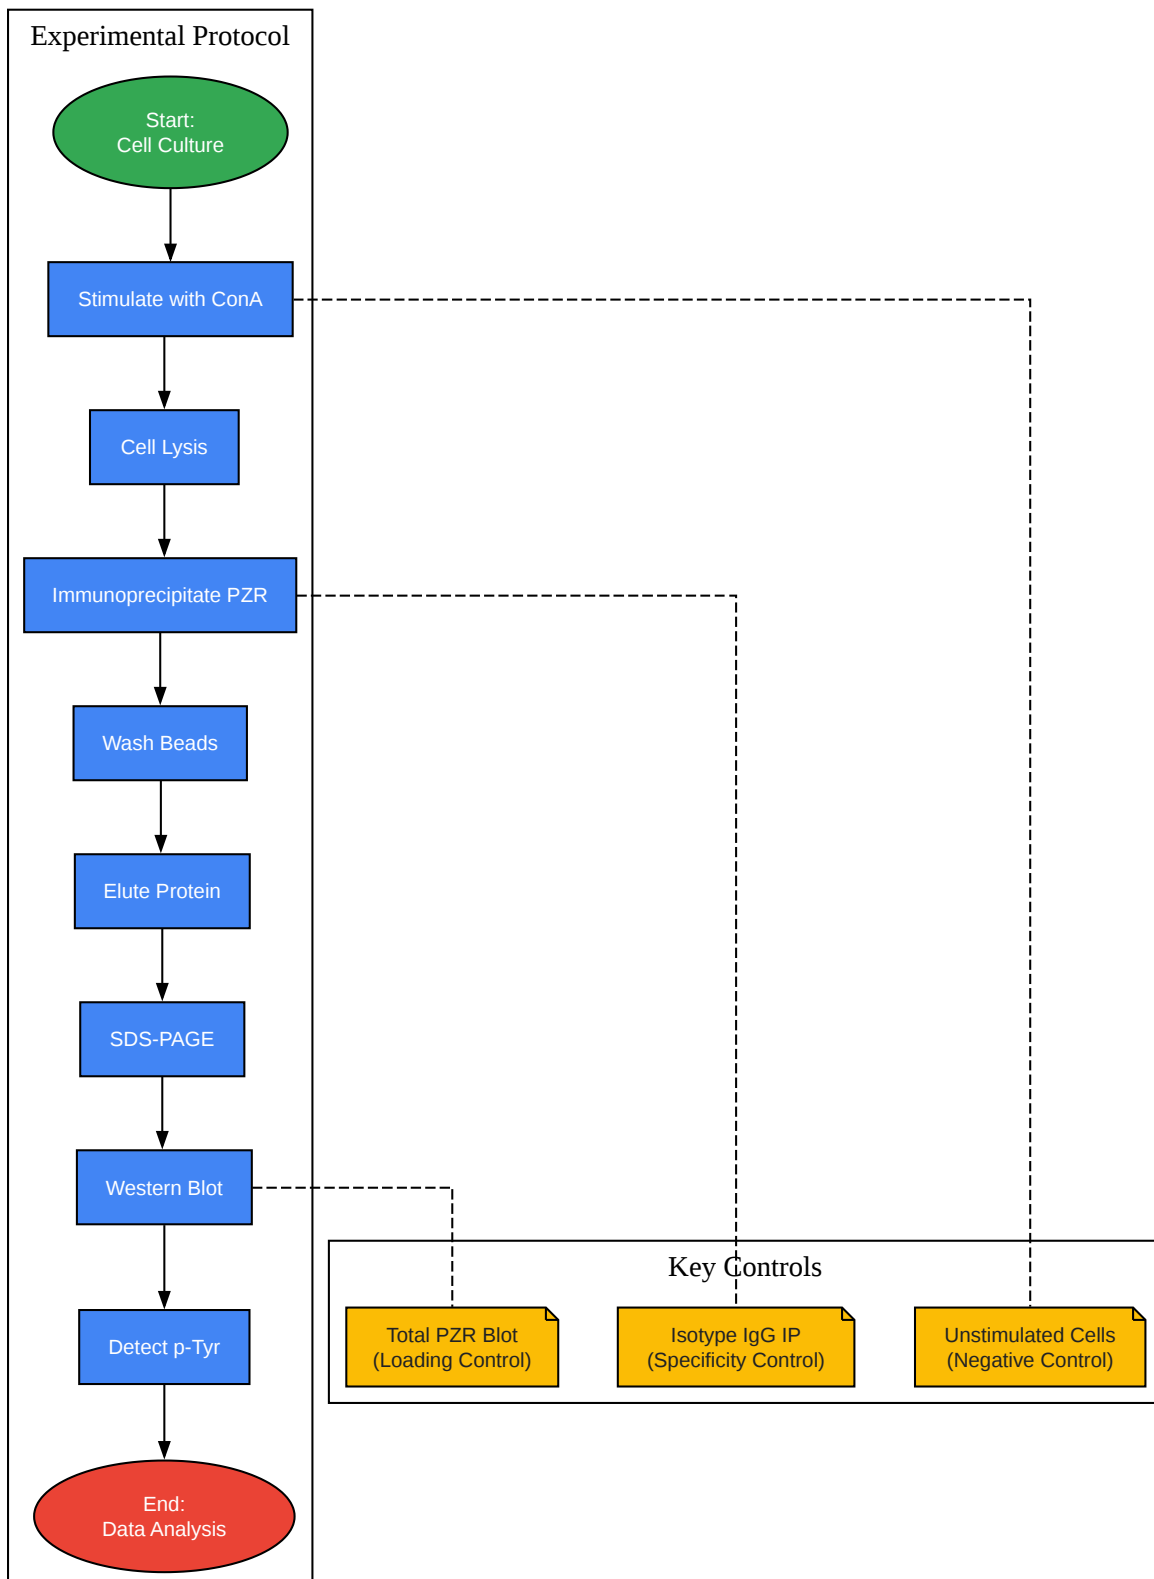 Experimental Protocol
Start:
Cell Culture
Stimulate with ConA
Cell Lysis
Immunoprecipitate PZR
Wash Beads
Elute Protein
SDS-PAGE
Western Blot
Detect p-Tyr
End:
Data Analysis
Key Controls
Total PZR Blot
(Loading Control)
Isotype IgG IP
(Specificity Control)
Unstimulated Cells
(Negative Control)